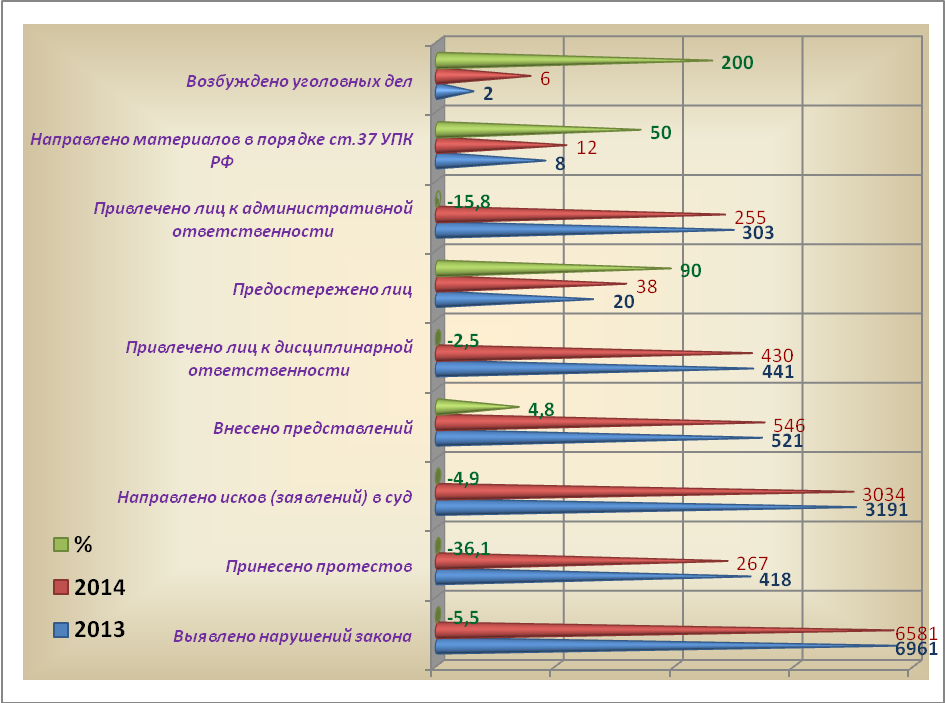 Возбуждено уголовных дел
200
6
2
Направлено материалов в порядке ст.37 УПК
РФ
50
12
8
Привлечено лиц к административной
ответственности
-15,8
255
303
Предостережено лиц
90
38
20
Привлечено лиц к дисциплинарной
ответственности
-2,5
430
441
Внесено представлений
4,8
546
521
Направлено исков (заявлений) в суд
-4,9
3034
3191
Принесено протестов
-36,1
267
418
Выявлено нарушений закона
-5,5
6581
6961
%
2014
2013